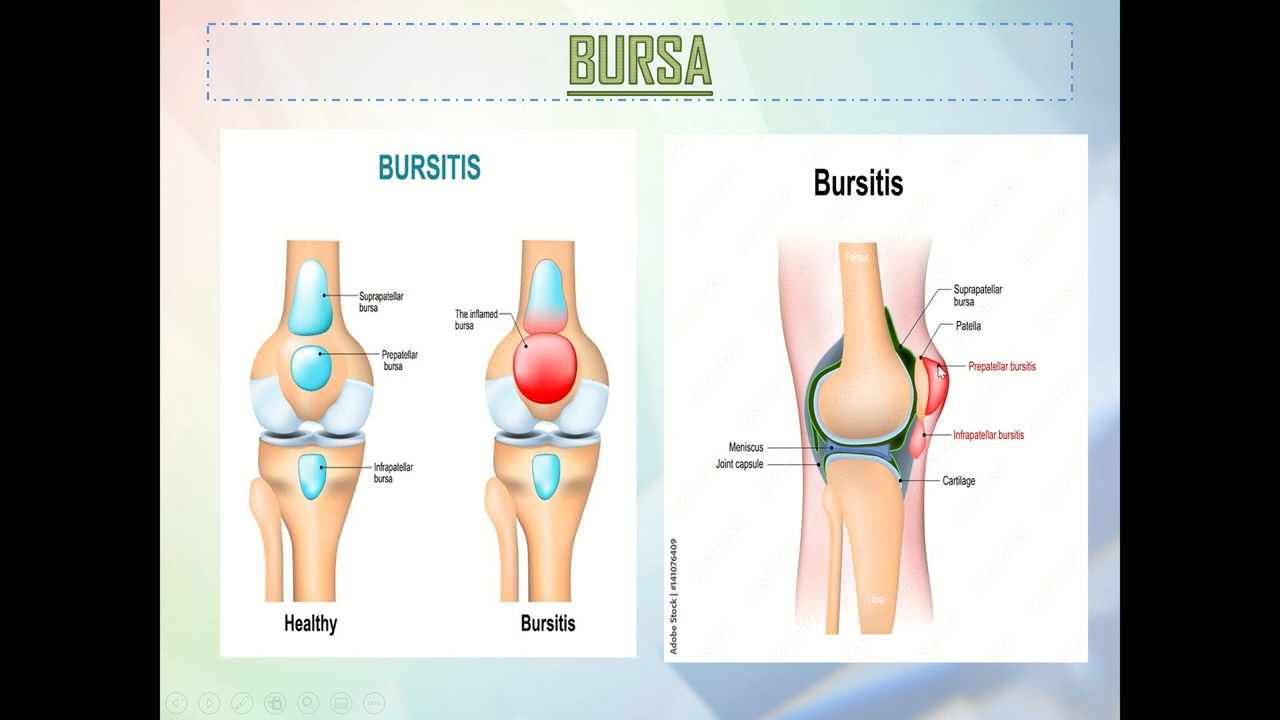 BURSA
BURSITIS
Suprapatellar
bursa
Prepatellar
bursa
Infrapatellar
bursa
The inflamed
bursa
Healthy
Bursitis
Bursitis
Femur
Suprapatellar
bursa
Patella
Prepatellar bursitis
Infrapatellar bursitis
Meniscus
Joint capsule
Cartilage
Tibia
Adobe Stock | #141076409